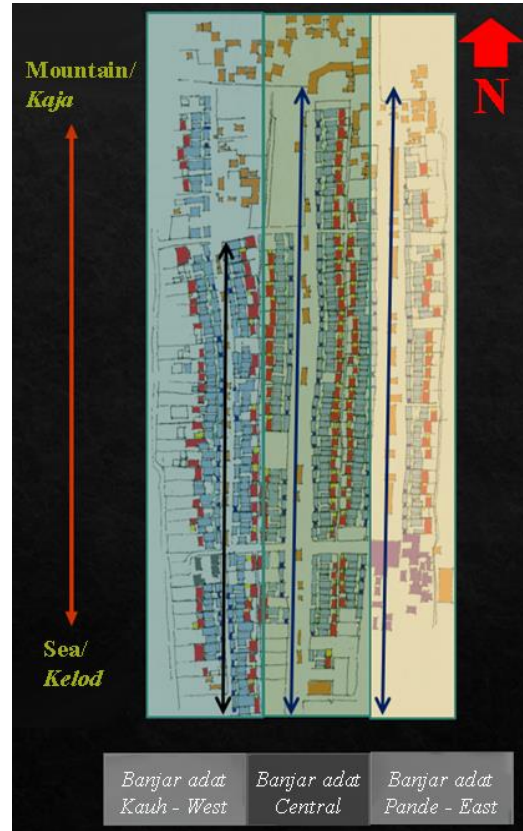 Mountain/
Kaja
N
Sea/
Kelod
Banjar adat
Kauh - West
Banjar adat
Central
Banjar adat
Pande - East